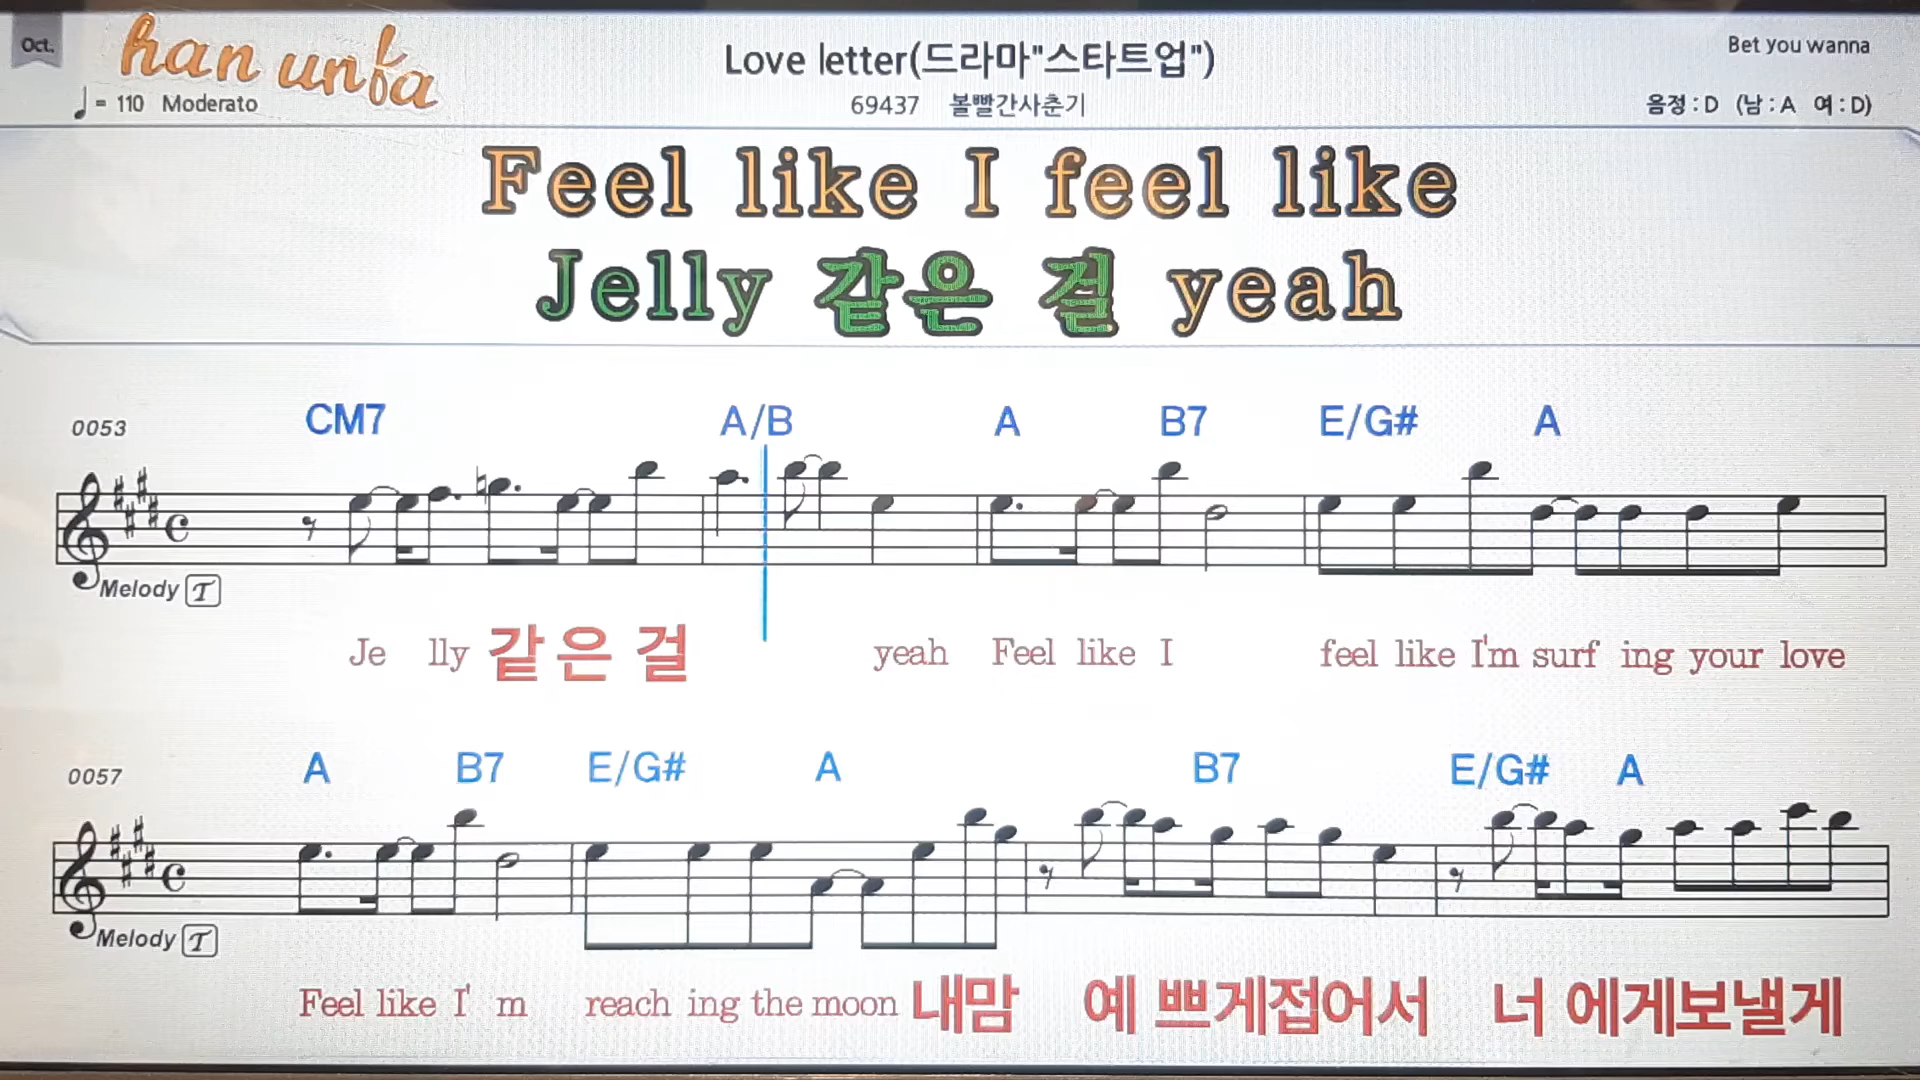 Oct.
han unfa
Love letter(드라마"스타트업")
Bet you wanna
♩= 110 Moderato
69437 볼빨간사춘기
음정 : D (남 : A 여 : D)
Feel like I feel like
Jelly 같은 걸 yeah
0053
CM7 A/B A B7 E/G# A
Melody T
Je lly 같은 걸 yeah Feel like I feel like I'm surf ing your love
0057
A B7 E/G# A B7 E/G# A
Melody T
Feel like I' m reach ing the moon 내맘 예 쁘게접어서 너 에게보낼게